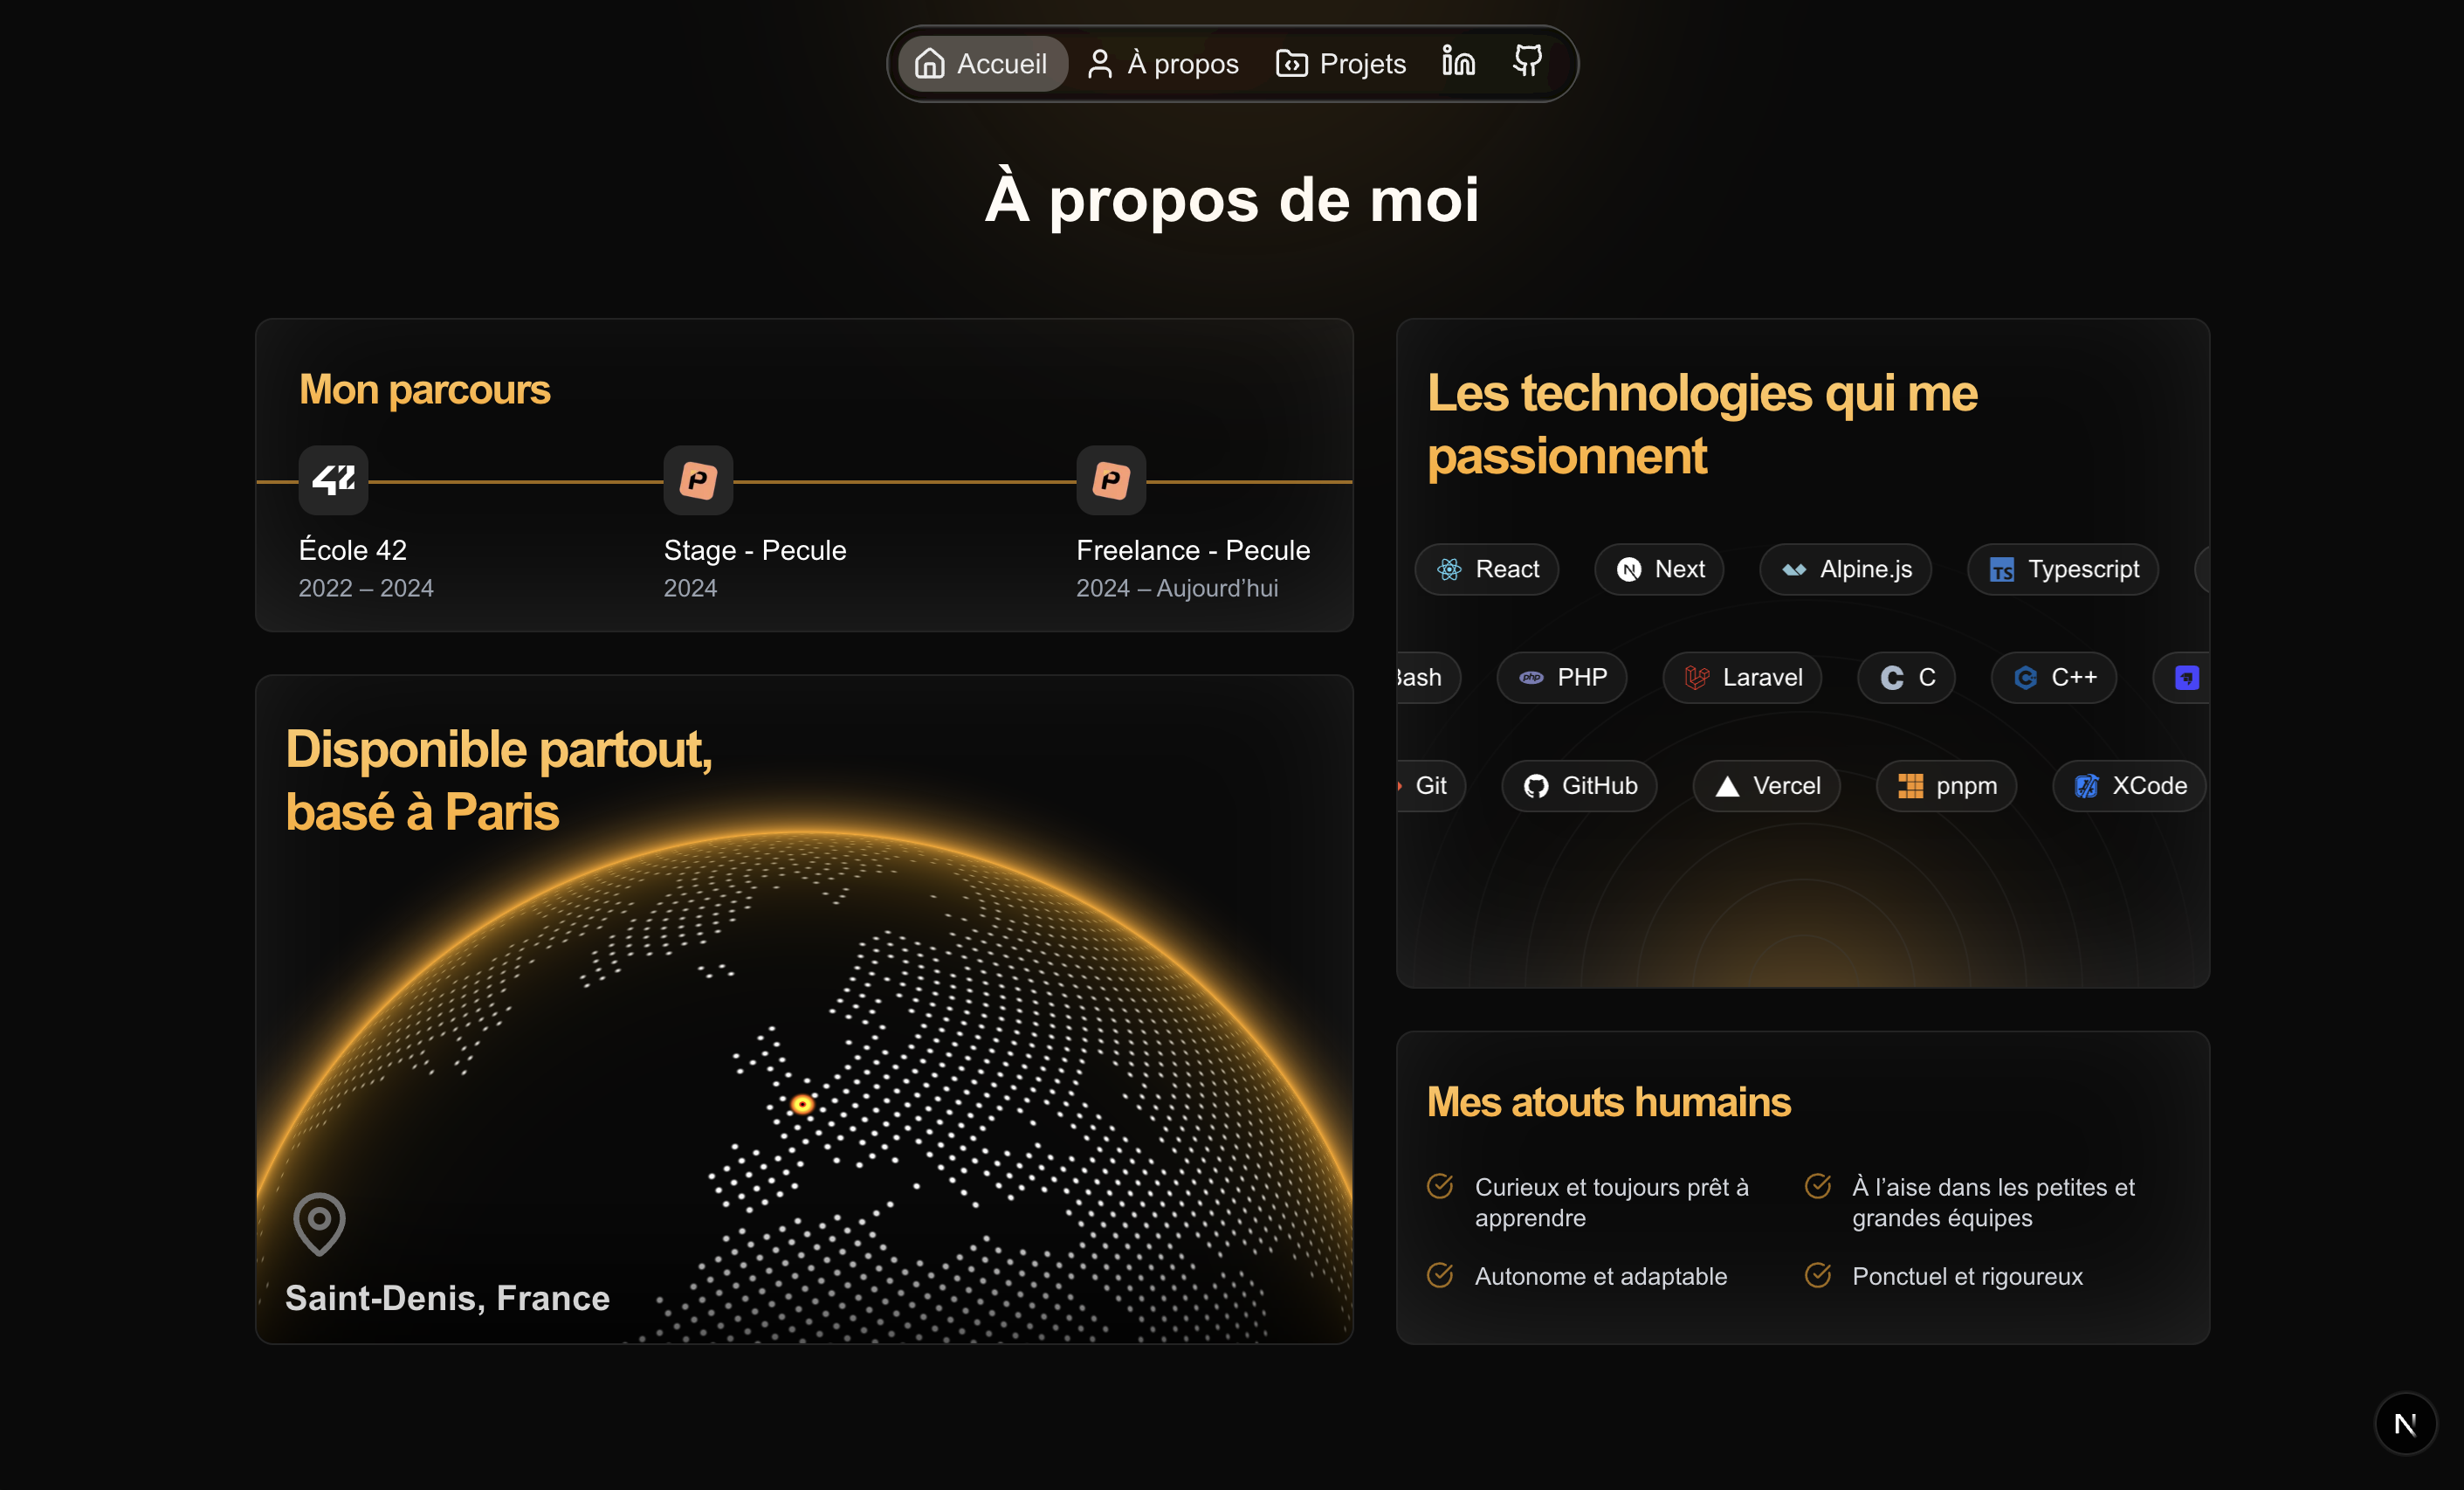 Accueil À propos Projets
À propos de moi
Mon parcours
42
École 42
2022 – 2024
Stage - Pecule
2024
Freelance - Pecule
2024 – Aujourd’hui
Disponible partout,
basé à Paris
Saint-Denis, France
Les technologies qui me
passionnent
React Next Alpine.js TS Typescript
php PHP Laravel C C++
Git GitHub Vercel pnpm XCode
Mes atouts humains
Curieux et toujours prêt à
apprendre
À l’aise dans les petites et
grandes équipes
Autonome et adaptable
Ponctuel et rigoureux